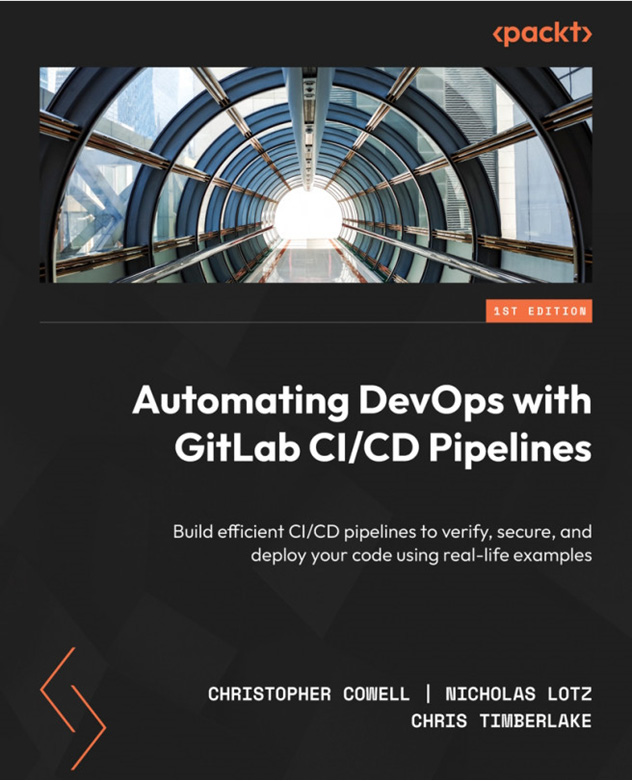 <packt>
1ST EDITION
Automating DevOps with
GitLab CI/CD Pipelines
Build efficient CI/CD pipelines to verify, secure, and
deploy your code using real-life examples
CHRISTOPHER COWELL | NICHOLAS LOTZ
CHRIS TIMBERLAKE